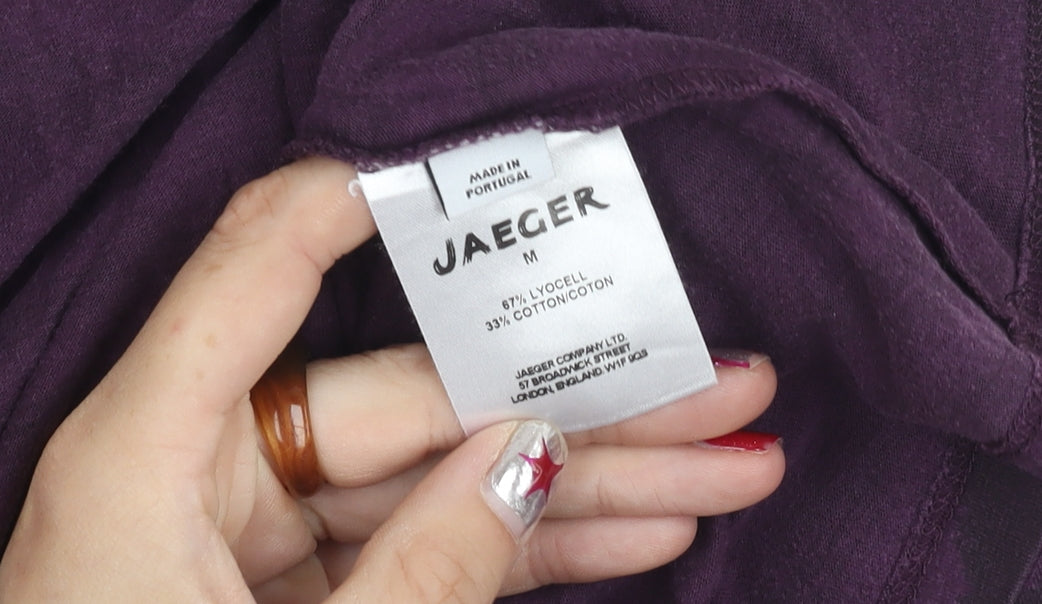 MADE IN
PORTUGAL
JAEGER
M
67% LYOCELL
33% COTTON/COTON
JAEGER COMPANY LTD.
57 BROADWICK STREET
LONDON, ENGLAND. W1F 9QS